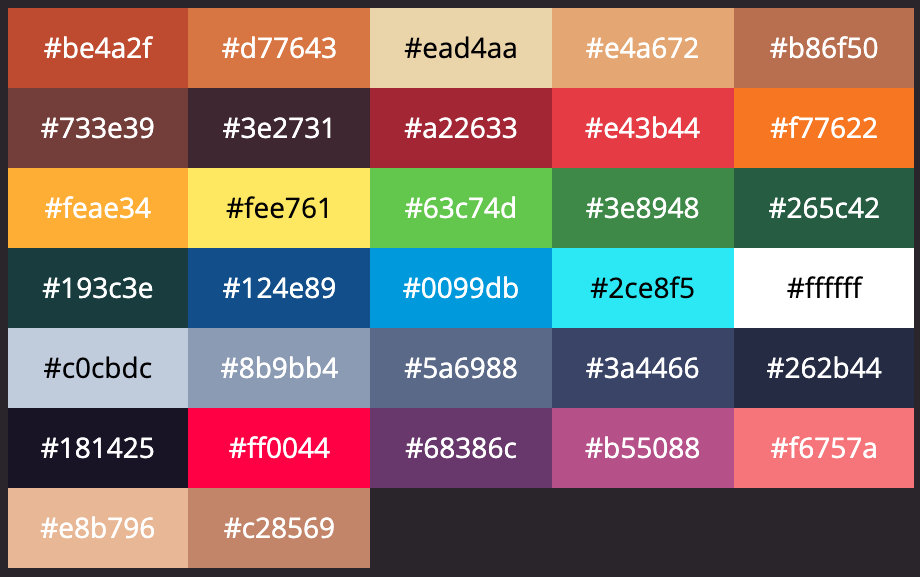 #be4a2f #d77643 #ead4aa #e4a672 #b86f50
#733e39 #3e2731 #a22633 #e43b44 #f77622
#feae34 #fee761 #63c74d #3e8948 #265c42
#193c3e #124e89 #0099db #2ce8f5 #ffffff
#c0cbdc #8b9bb4 #5a6988 #3a4466 #262b44
#181425 #ff0044 #68386c #b55088 #f6757a
#e8b796 #c28569